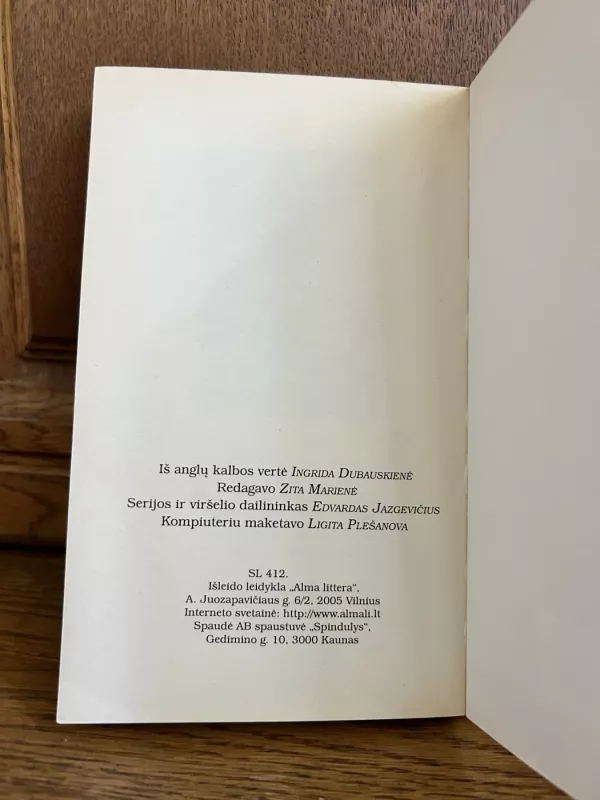 Iš anglų kalbos vertė INGRIDA DUBAUSKIENĖ
Redagavo ZITA MARIENĖ
Serijos ir viršelio dailininkas EDVARDAS JAZGEVIČIUS
Kompiuteriu maketavo LIGITA PLEŠANOVA
SL 412.
Išleido leidykla „Alma littera“,
A. Juozapavičiaus g. 6/2, 2005 Vilnius
Interneto svetainė: http://www.almali.lt
Spaudė AB spaustuvė „Spindulys“,
Gedimino g. 10, 3000 Kaunas